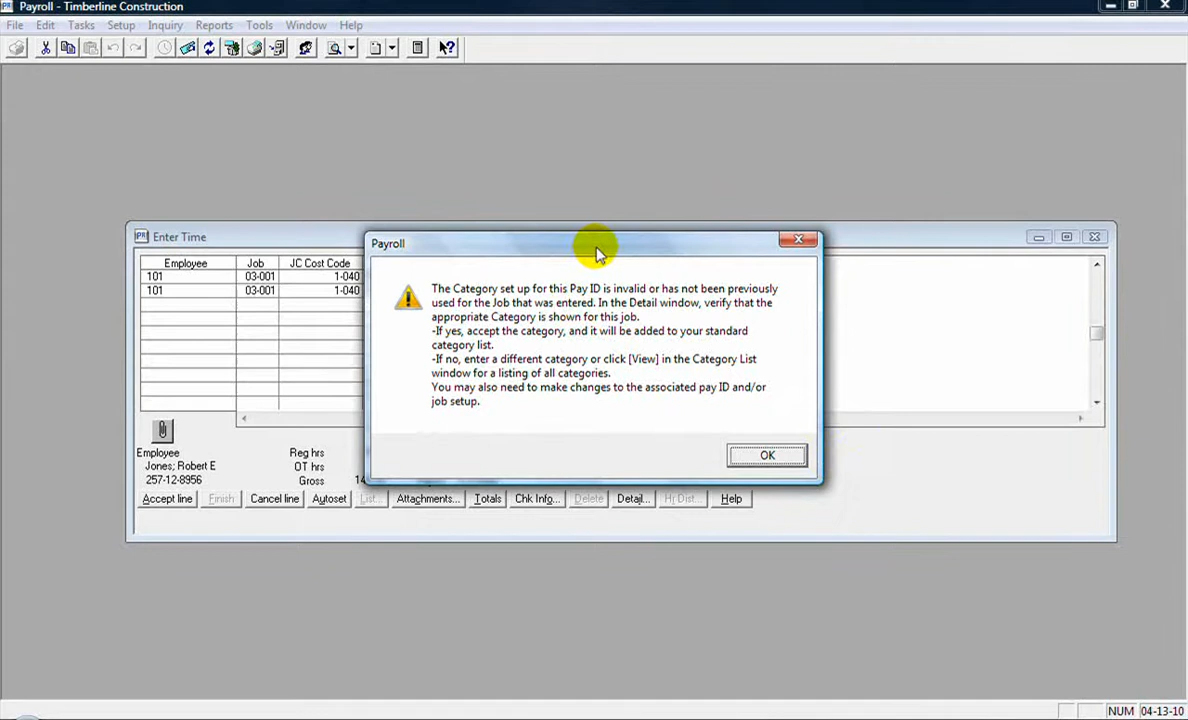 Payroll - Timberline Construction
File Edit Tasks Setup Inquiry Reports Tools Window Help
Enter Time
Employee Job JC Cost Code
101 03-001 1-040
101 03-001 1-040
Payroll
The Category set up for this Pay ID is invalid or has not been previously
used for the Job that was entered. In the Detail window, verify that the
appropriate Category is shown for this job.
-If yes, accept the category, and it will be added to your standard
category list.
-If no, enter a different category or click [View] in the Category List
window for a listing of all categories.
You may also need to make changes to the associated pay ID and/or
job setup.
OK
Employee Reg hrs
Jones; Robert E OT hrs
257-12-8956 Gross
Accept line Finish Cancel line Autoset List... Attachments... Totals Chk Info... Delete Detail... Hr Dist... Help
NUM 04-13-10